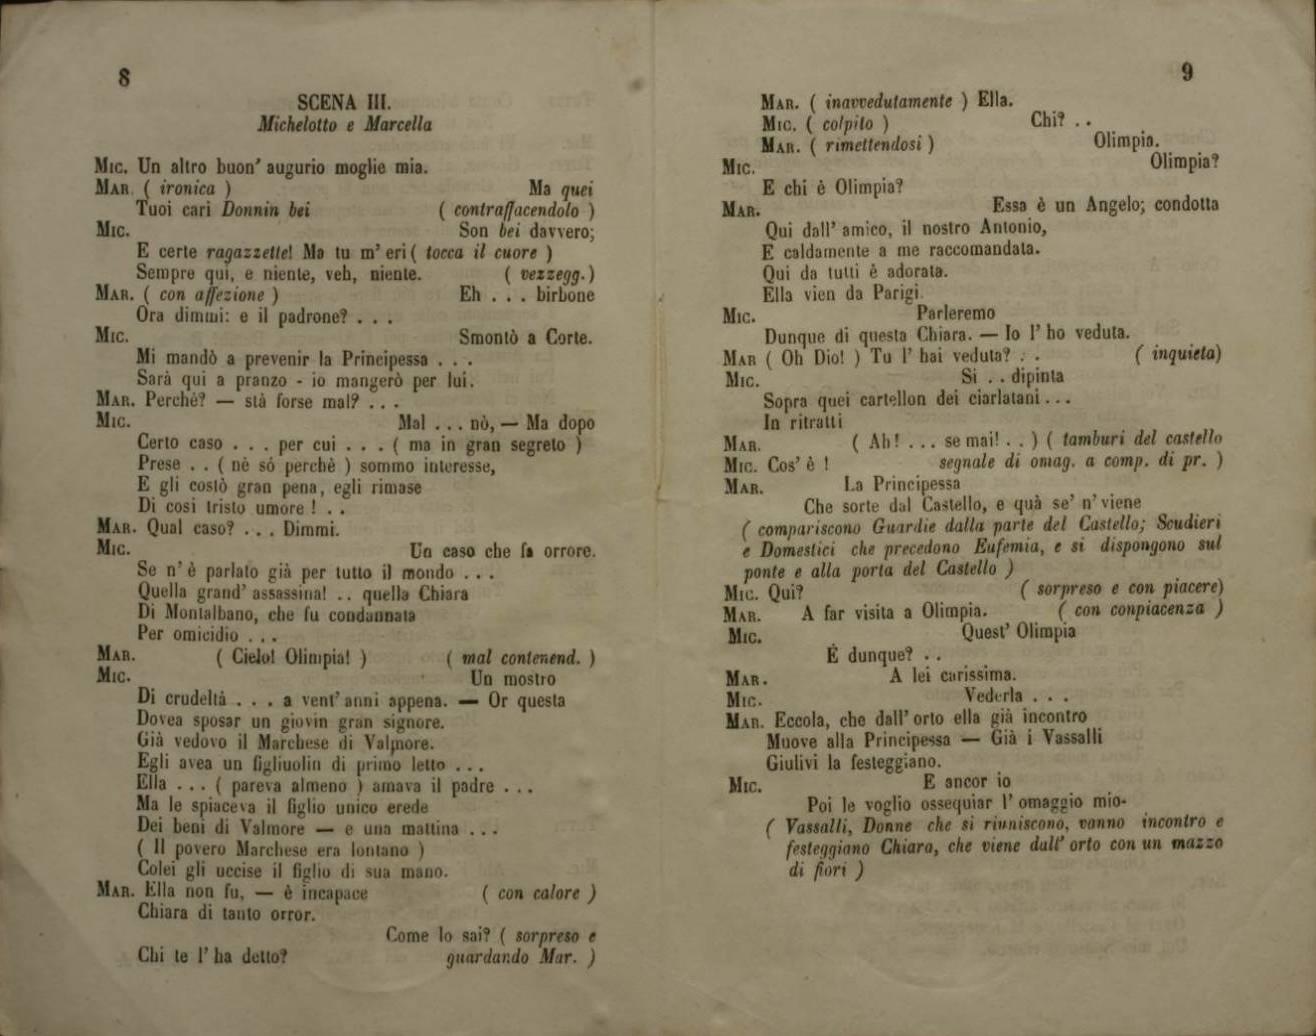 8
SCENA III.
Michelotto e Marcella
MIC. Un altro buon' augurio moglie mia.
MAR. ( ironica ) Ma quei
Tuoi cari Donnin bei ( contraffacendolo )
MIC. Son bei davvero;
E certe ragazzette! Ma tu m' eri ( tocca il cuore )
Sempre qui, e niente, veh, niente. ( vezzegg. )
MAR. ( con affezione ) Eh . . . birbone
Ora dimmi: e il padrone? . . .
MIC. Smontò a Corte.
Mi mandò a prevenir la Principessa . . .
Sarà qui a pranzo - io mangerò per lui.
MAR. Perchè? — stà forse mal? . . .
MIC. Mal . . . nò, — Ma dopo
Certo caso . . . per cui . . . ( ma in gran segreto )
Prese . . ( nè só perchè ) sommo interesse,
E gli costò gran pena, egli rimase
Di cosi tristo umore ! . .
MAR. Qual caso? . . . Dimmi.
MIC. Un caso che fa orrore.
Se n' è parlato già per tutto il mondo . . .
Quella grand' assassina! . . quella Chiara
Di Montalbano, che fu condannata
Per omicidio . . .
MAR. ( Cielo! Olimpia! ) ( mal contenend. )
MIC. Un mostro
Di crudeltà . . . a vent' anni appena. — Or questa
Dovea sposar un giovin gran signore.
Già vedovo il Marchese di Valmore.
Egli avea un figliuolin di primo letto . . .
Ella . . . ( pareva almeno ) amava il padre . . .
Ma le spiaceva il figlio unico erede
Dei beni di Valmore — e una mattina . . .
( Il povero Marchese era lontano )
Colei gli uccise il figlio di sua mano.
MAR. Ella non fu, — è incapace ( con calore )
Chiara di tanto orror.
Come lo sai? ( sorpreso e
Chi te l' ha detto? guardando Mar. )
9
MAR. ( inavvedutamente ) Ella.
MIC. ( colpito ) Chi? . .
MAR. ( rimettendosi ) Olimpia.
MIC. Olimpia?
E chi è Olimpia?
MAR. Essa è un Angelo; condotta
Qui dall' amico, il nostro Antonio,
E caldamente a me raccomandata.
Qui da tutti è adorata.
Ella vien da Parigi.
MIC. Parleremo
Dunque di questa Chiara. — Io l' ho veduta.
MAR ( Oh Dio! ) Tu l' hai veduta? . . ( inquieta)
MIC. Si . . dipinta
Sopra quei cartellon dei ciarlatani . . .
In ritratti
MAR. ( Ah! . . . se mai! . . ) ( tamburi del castello
MIC. Cos' è ! segnale di omag. a comp. di pr. )
MAR. La Principessa
Che sorte dal Castello, e quà se' n' viene
( compariscono Guardie dalla parte del Castello; Scudieri
e Domestici che precedono Eufemia, e si dispongono sul
ponte e alla porta del Castello )
MIC. Qui? ( sorpreso e con piacere)
MAR. A far visita a Olimpia. ( con conpiacenza )
MIC. Quest' Olimpia
È dunque? . .
MAR. A lei carissima.
MIC. Vederla . . .
MAR. Eccola, che dall' orto ella già incontro
Muove alla Principessa — Già i Vassalli
Giulivi la festeggiano.
MIC. E ancor io
Poi le voglio ossequiar l' omaggio mio.
( Vassalli, Donne che si riuniscono, vanno incontro e
festeggiano Chiara, che viene dall' orto con un mazzo
di fiori )